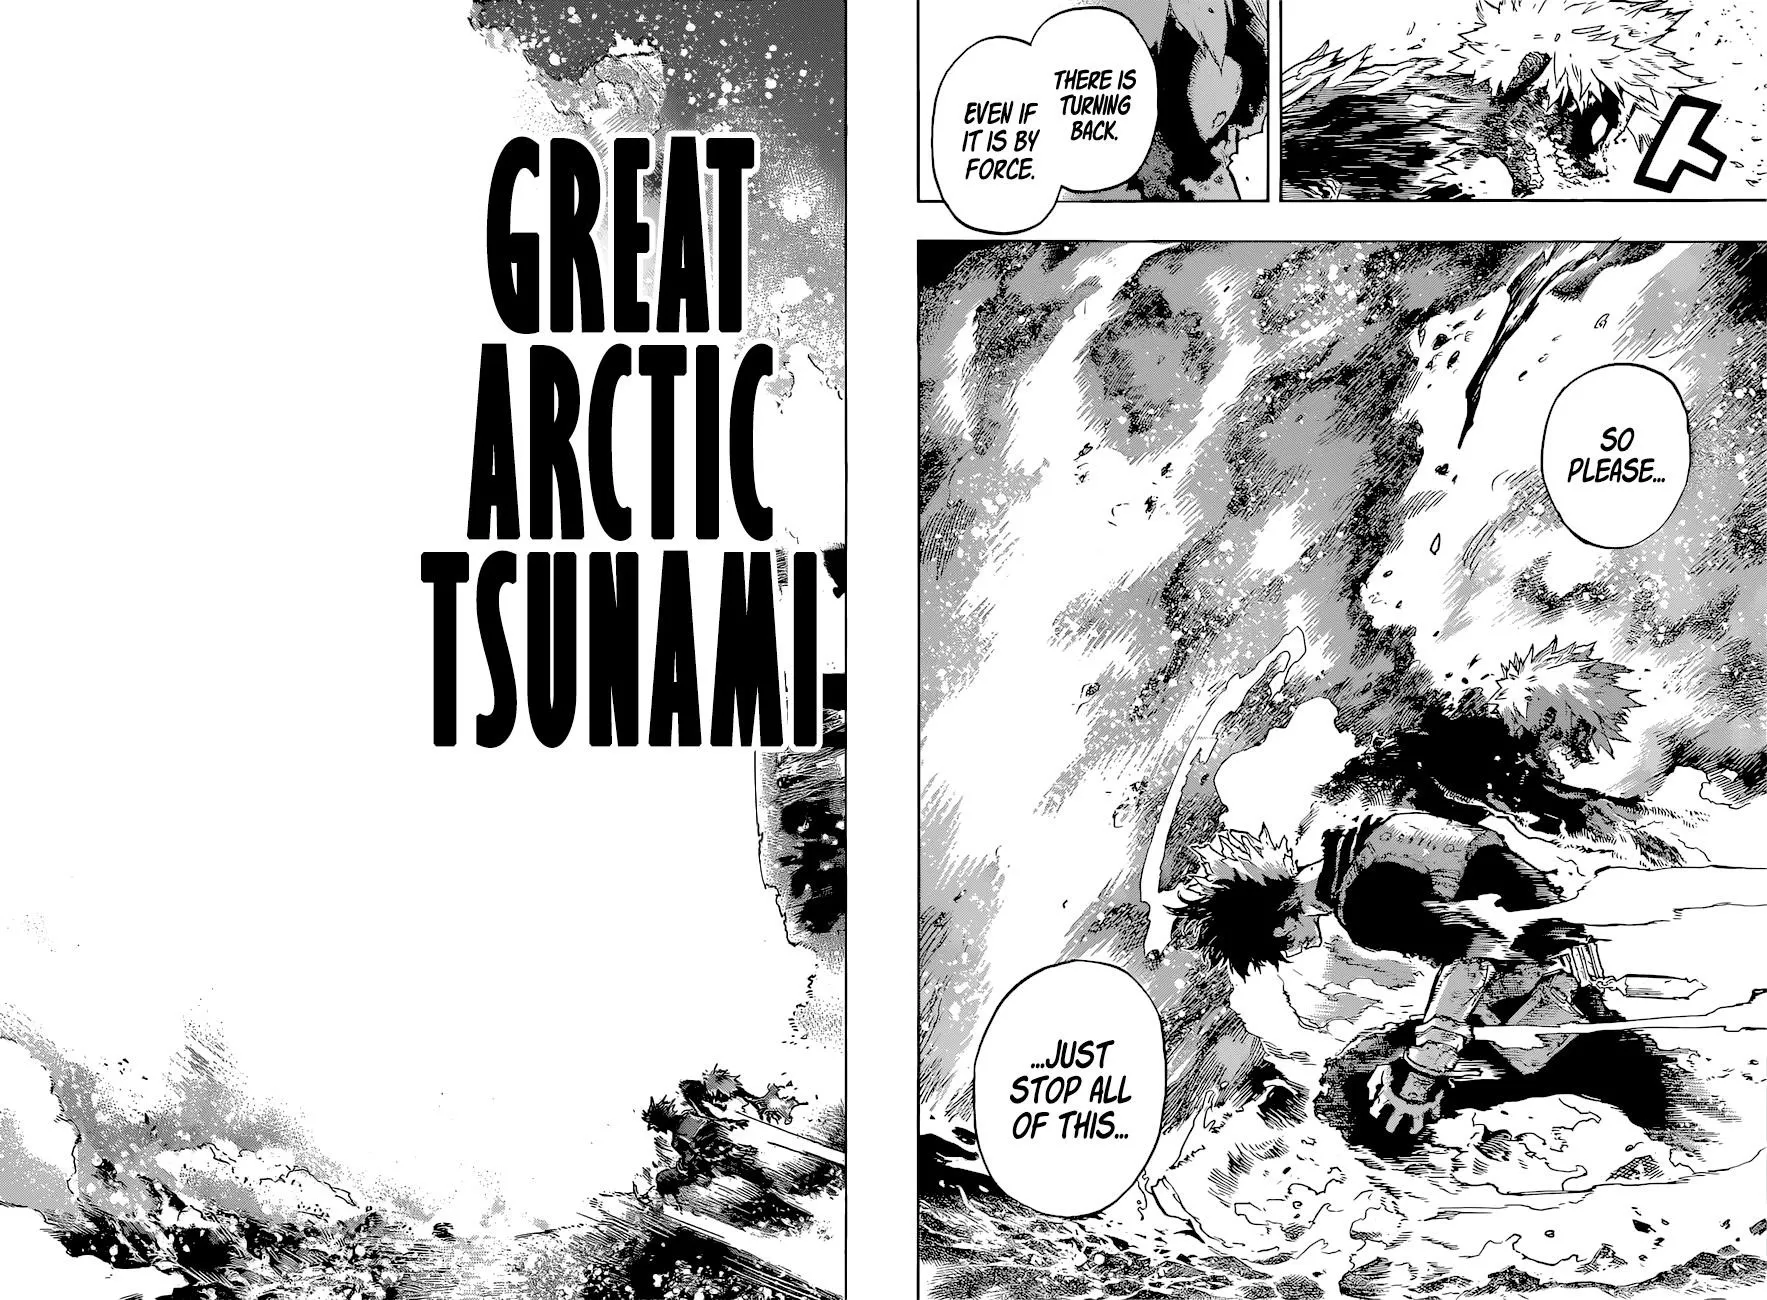 ト
THERE IS
TURNING
BACK.
EVEN IF
IT IS BY
FORCE.
SO
PLEASE...
...JUST
STOP ALL
OF THIS...
GREAT
ARCTIC
TSUNAMI